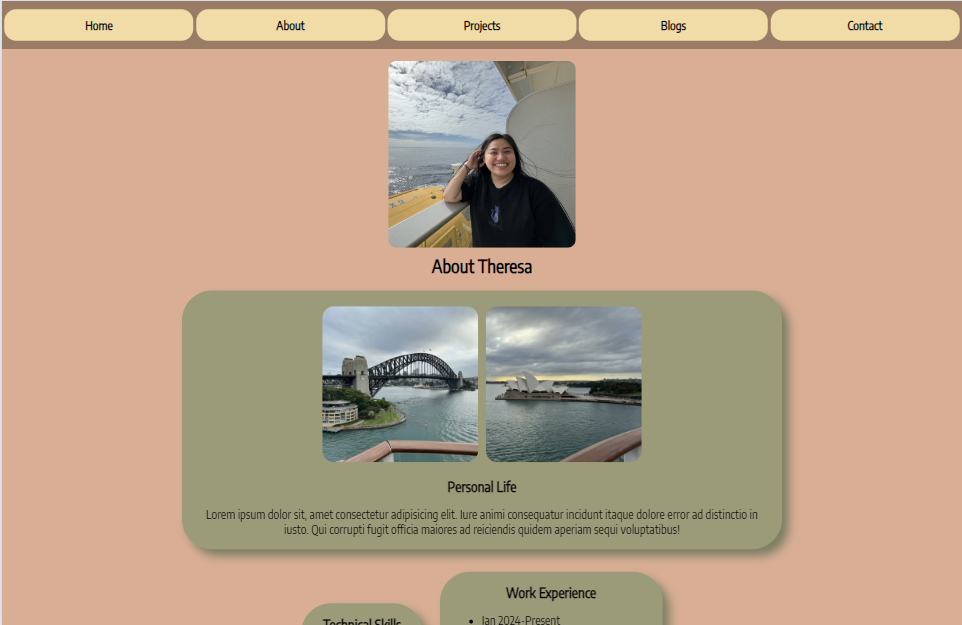 Home
About
Projects
Blogs
Contact
About Theresa
Personal Life
Lorem ipsum dolor sit, amet consectetur adipisicing elit. Iure animi consequatur incidunt itaque dolore error ad distinctio in
iusto. Qui corrupti fugit officia maiores ad reiciendis quidem aperiam sequi voluptatibus!
Work Experience
Jan 2024-Present
Technical Skills